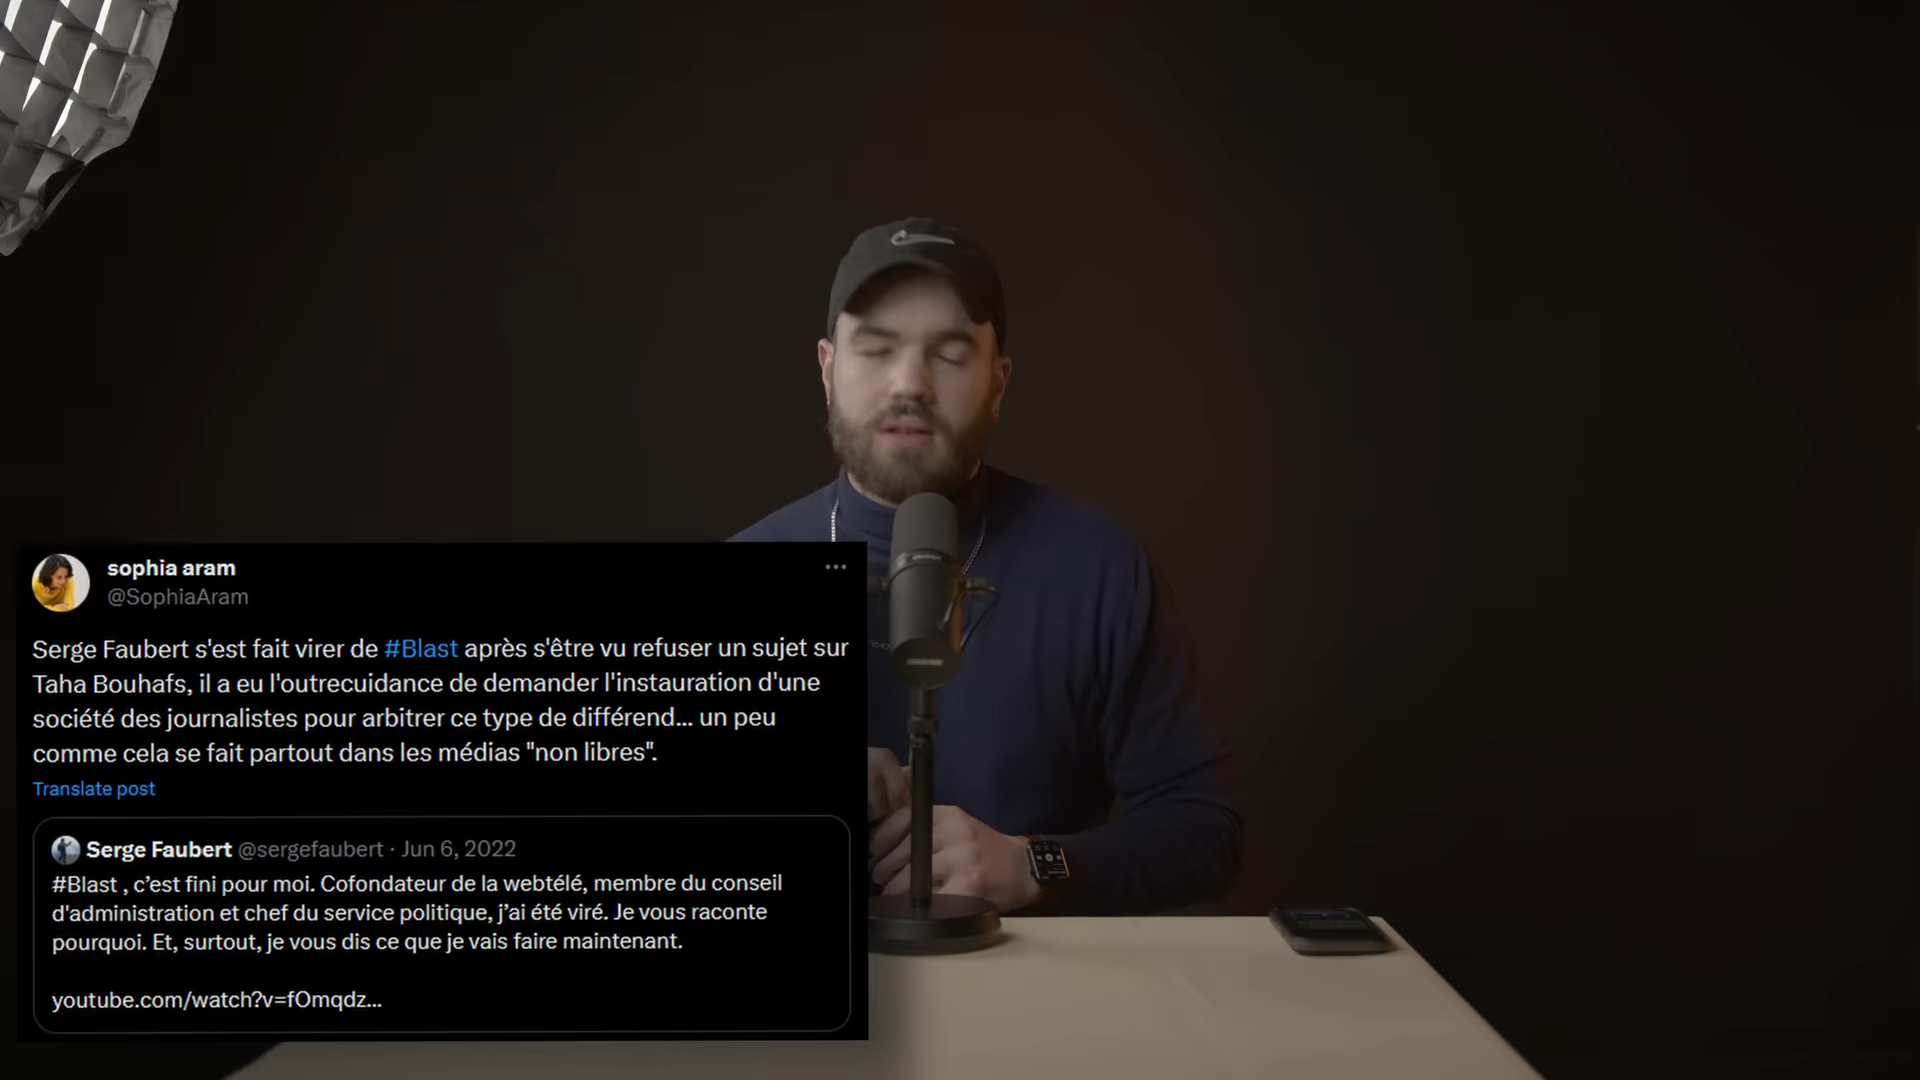 sophia aram
@SophiaAram
Serge Faubert s'est fait virer de #Blast après s'être vu refuser un sujet sur
Taha Bouhafs, il a eu l'outrecuidance de demander l'instauration d'une
société des journalistes pour arbitrer ce type de différend... un peu
comme cela se fait partout dans les médias "non libres".
Translate post
Serge Faubert @sergefaubert · Jun 6, 2022
#Blast , c’est fini pour moi. Cofondateur de la webtélé, membre du conseil
d'administration et chef du service politique, j’ai été viré. Je vous raconte
pourquoi. Et, surtout, je vous dis ce que je vais faire maintenant.
youtube.com/watch?v=fOmqdz...